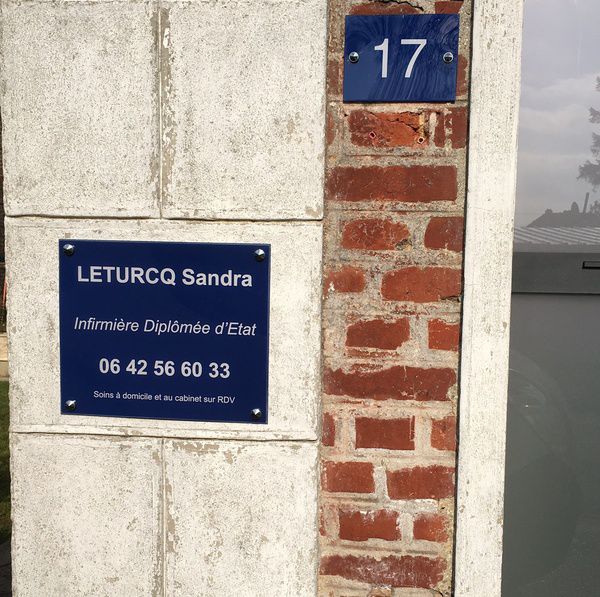 17
LETURCQ Sandra
Infirmière Diplômée d'Etat
06 42 56 60 33
Soins à domicile et au cabinet sur RDV